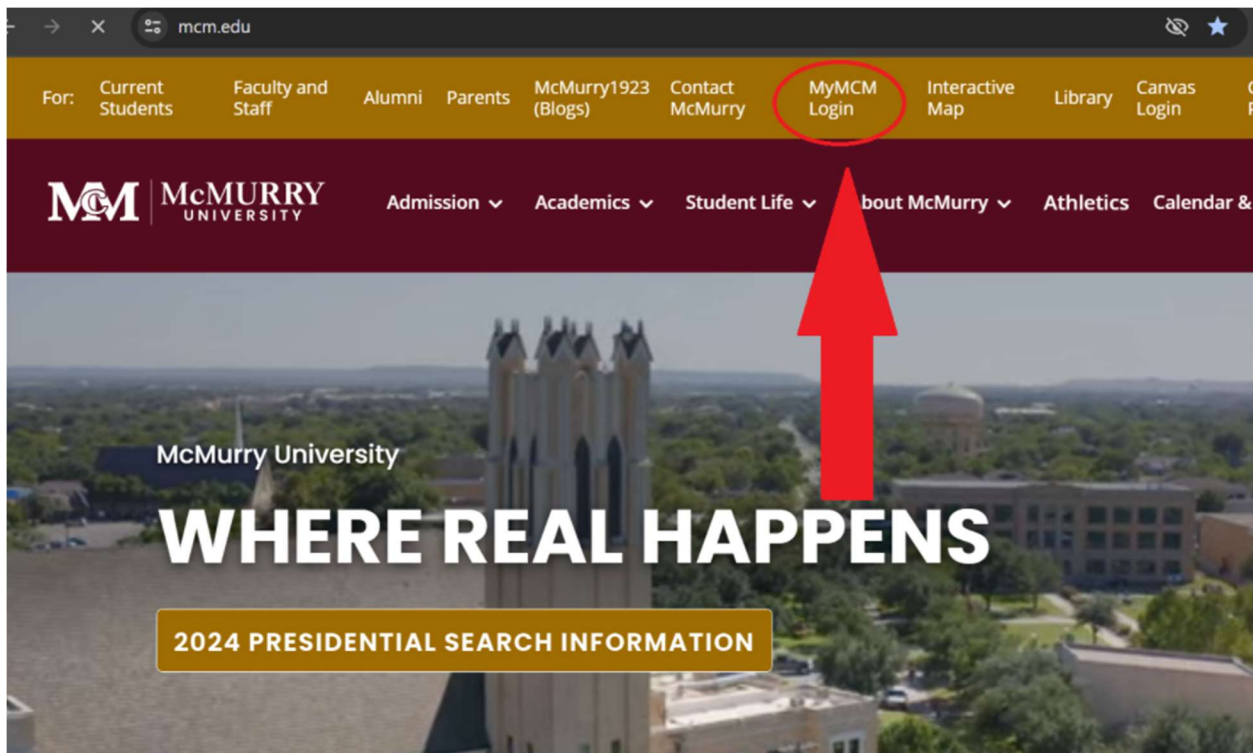 mcm.edu
For:
Current
Students
Faculty and
Staff
Alumni
Parents
McMurry1923
(Blogs)
Contact
McMurry
MyMCM
Login
Interactive
Map
Library
Canvas
Login
McM
McMURRY
UNIVERSITY
Admission
Academics
Student Life
bout McMurry
Athletics
Calendar &
McMurry University
WHERE REAL HAPPENS
2024 PRESIDENTIAL SEARCH INFORMATION